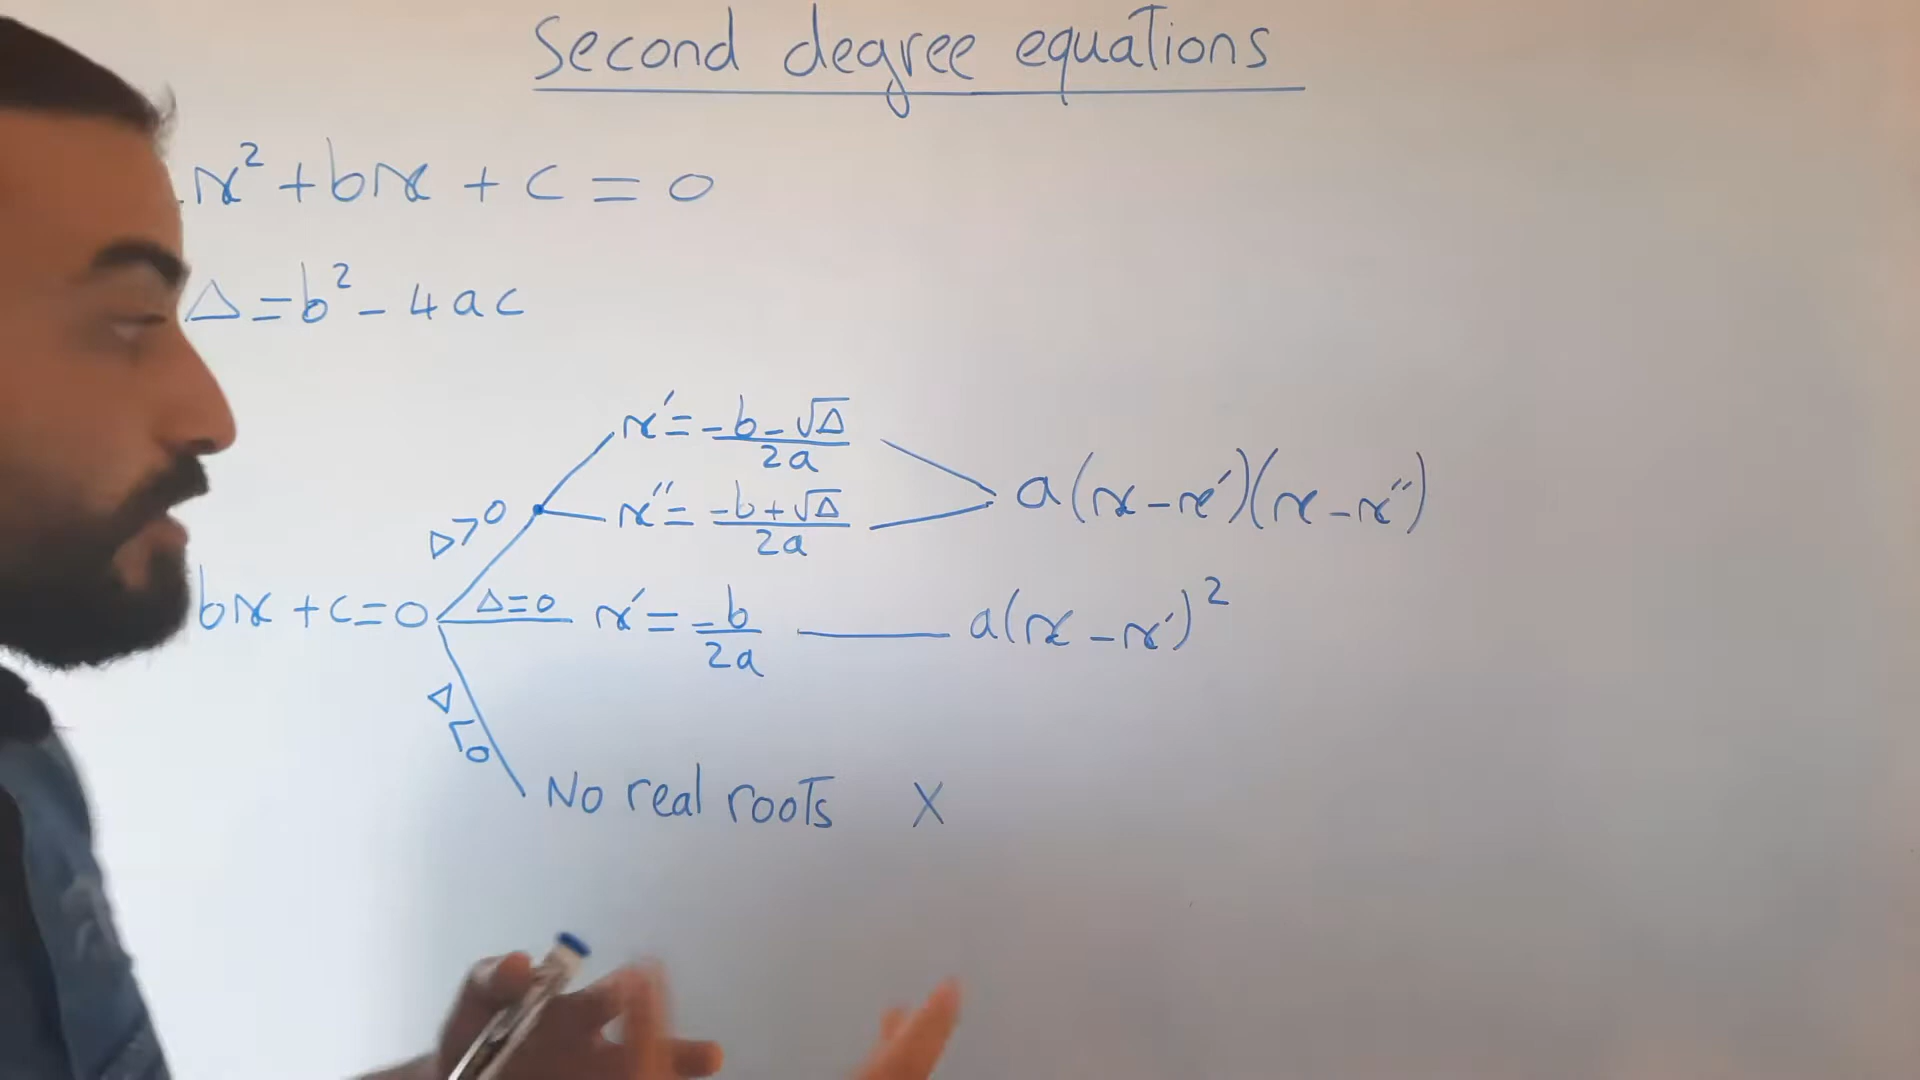 Second degree equations
x² + bx + c = 0
Δ = b² - 4ac
Δ>0
x' = -b-√Δ / 2a
x'' = -b+√Δ / 2a
a(x-x')(x-x'')
bx + c = 0
Δ=0
x' = -b / 2a
a(x-x')²
Δ<0
No real roots X